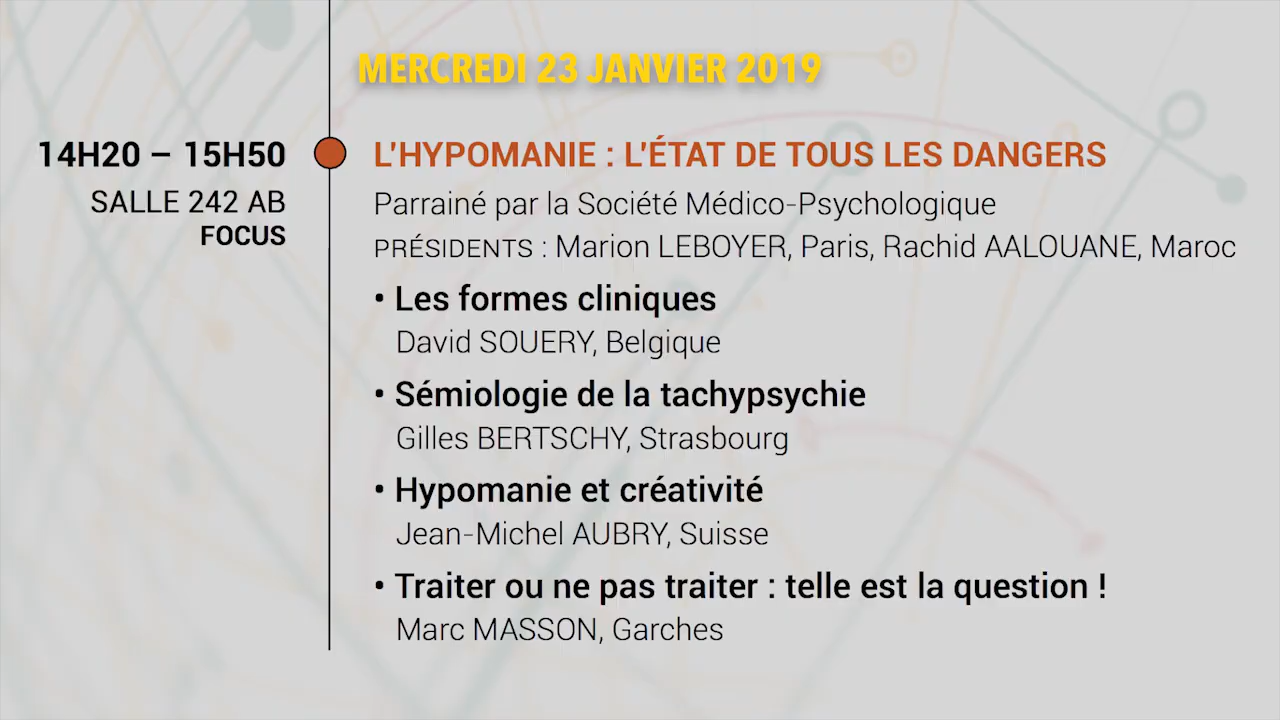 MERCREDI 23 JANVIER 2019
14H20 – 15H50
SALLE 242 AB
FOCUS
L'HYPOMANIE : L'ÉTAT DE TOUS LES DANGERS
Parrainé par la Société Médico-Psychologique
PRÉSIDENTS : Marion LEBOYER, Paris, Rachid AALOUANE, Maroc
• Les formes cliniques
David SOUERY, Belgique
• Sémiologie de la tachypsychie
Gilles BERTSCHY, Strasbourg
• Hypomanie et créativité
Jean-Michel AUBRY, Suisse
• Traiter ou ne pas traiter : telle est la question !
Marc MASSON, Garches